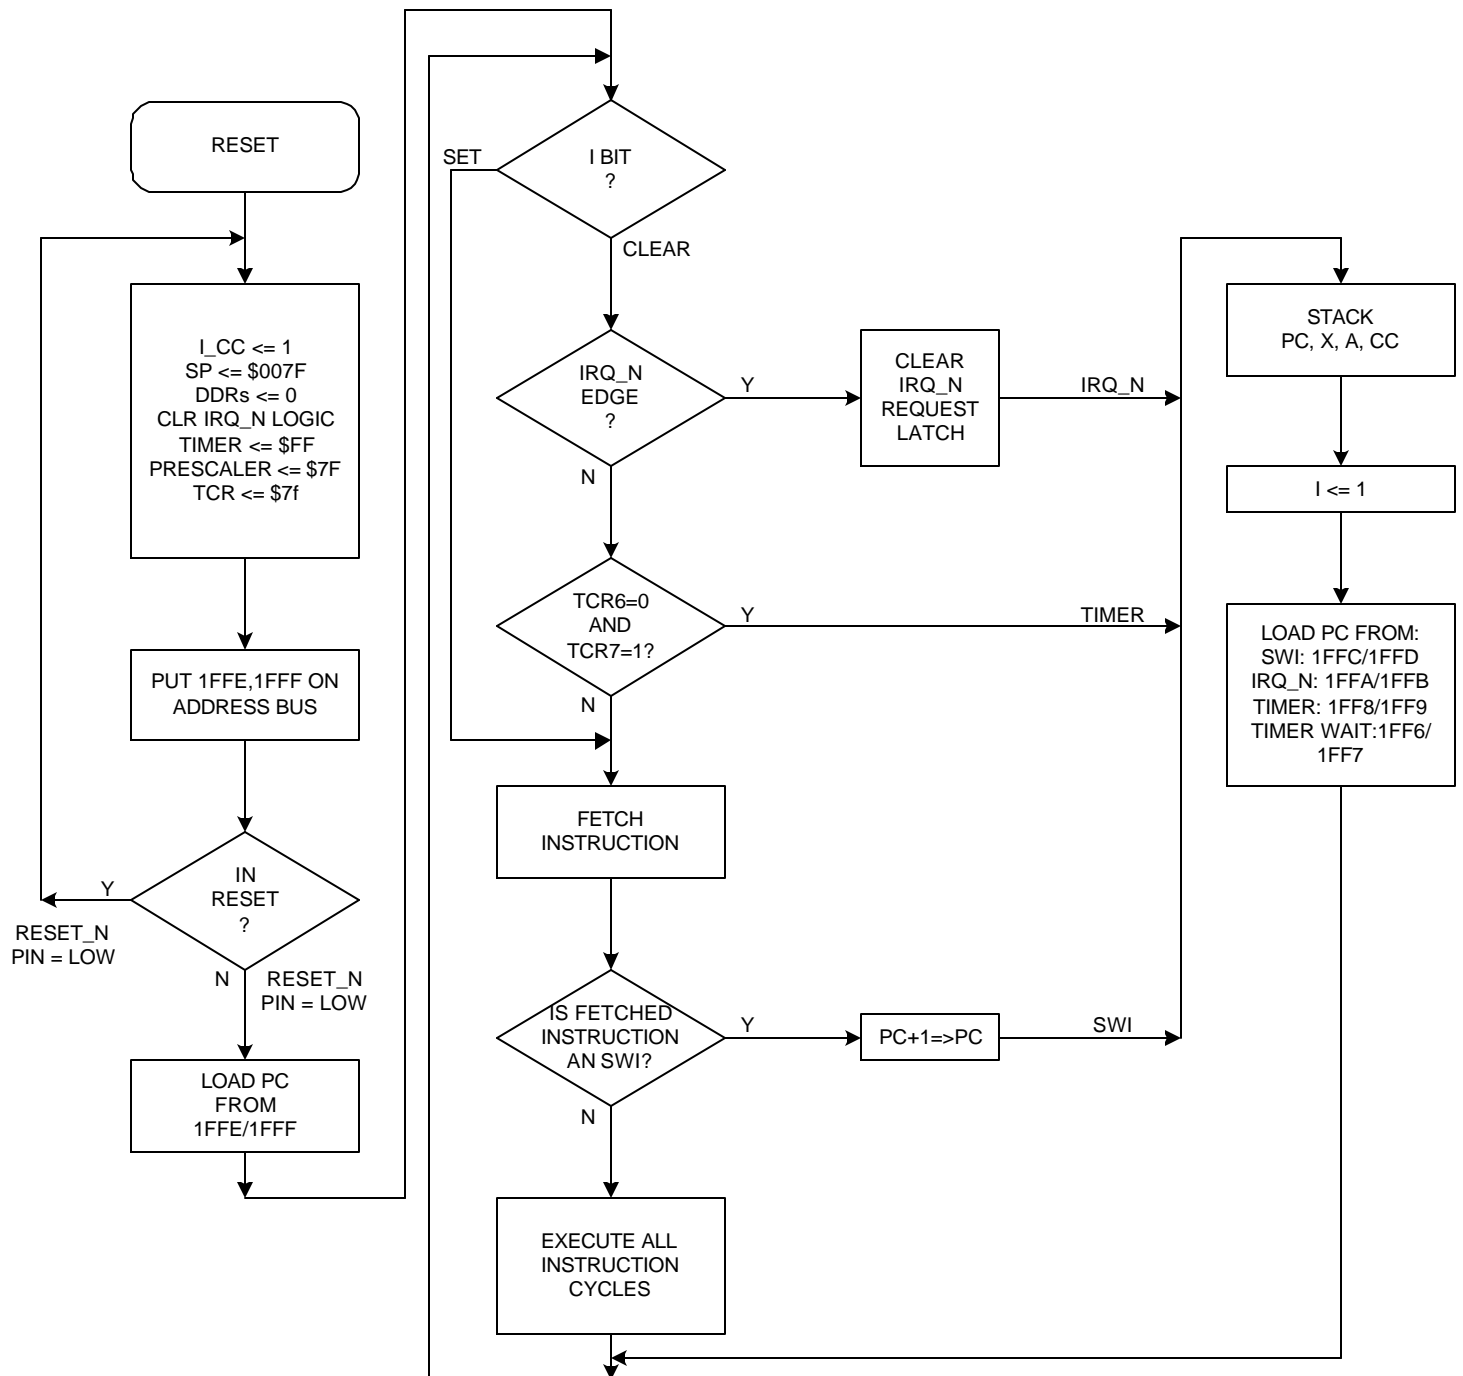 RESET
I_CC <= 1
SP <= $007F
DDRs <= 0
CLR IRQ_N LOGIC
TIMER <= $FF
PRESCALER <= $7F
TCR <= $7f
PUT 1FFE,1FFF ON
ADDRESS BUS
IN
RESET
?
Y
RESET_N
PIN = LOW
N
RESET_N
PIN = LOW
LOAD PC
FROM
1FFE/1FFF
I BIT
?
SET
CLEAR
IRQ_N
EDGE
?
Y
N
CLEAR
IRQ_N
REQUEST
LATCH
IRQ_N
TCR6=0
AND
TCR7=1?
Y
TIMER
N
FETCH
INSTRUCTION
IS FETCHED
INSTRUCTION
AN SWI?
Y
PC+1=>PC
SWI
N
EXECUTE ALL
INSTRUCTION
CYCLES
STACK
PC, X, A, CC
I <= 1
LOAD PC FROM:
SWI: 1FFC/1FFD
IRQ_N: 1FFA/1FFB
TIMER: 1FF8/1FF9
TIMER WAIT:1FF6/
1FF7